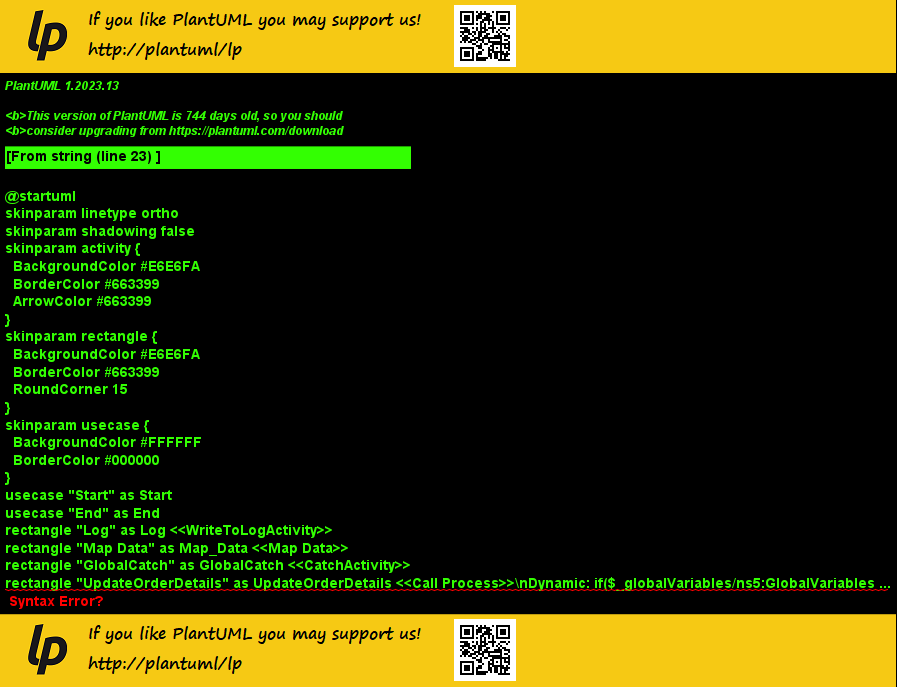 lp If you like PlantUML you may support us!
http://plantuml/lp
PlantUML 1.2023.13
<b>This version of PlantUML is 744 days old, so you should
<b>consider upgrading from https://plantuml.com/download
[From string (line 23) ]
@startuml
skinparam linetype ortho
skinparam shadowing false
skinparam activity {
BackgroundColor #E6E6FA
BorderColor #663399
ArrowColor #663399
}
skinparam rectangle {
BackgroundColor #E6E6FA
BorderColor #663399
RoundCorner 15
}
skinparam usecase {
BackgroundColor #FFFFFF
BorderColor #000000
}
usecase "Start" as Start
usecase "End" as End
rectangle "Log" as Log <<WriteToLogActivity>>
rectangle "Map Data" as Map_Data <<Map Data>>
rectangle "GlobalCatch" as GlobalCatch <<CatchActivity>>
rectangle "UpdateOrderDetails" as UpdateOrderDetails <<Call Process>>\nDynamic: if($_globalVariables/ns5:GlobalVariables ...
Syntax Error?
lp If you like PlantUML you may support us!
http://plantuml/lp